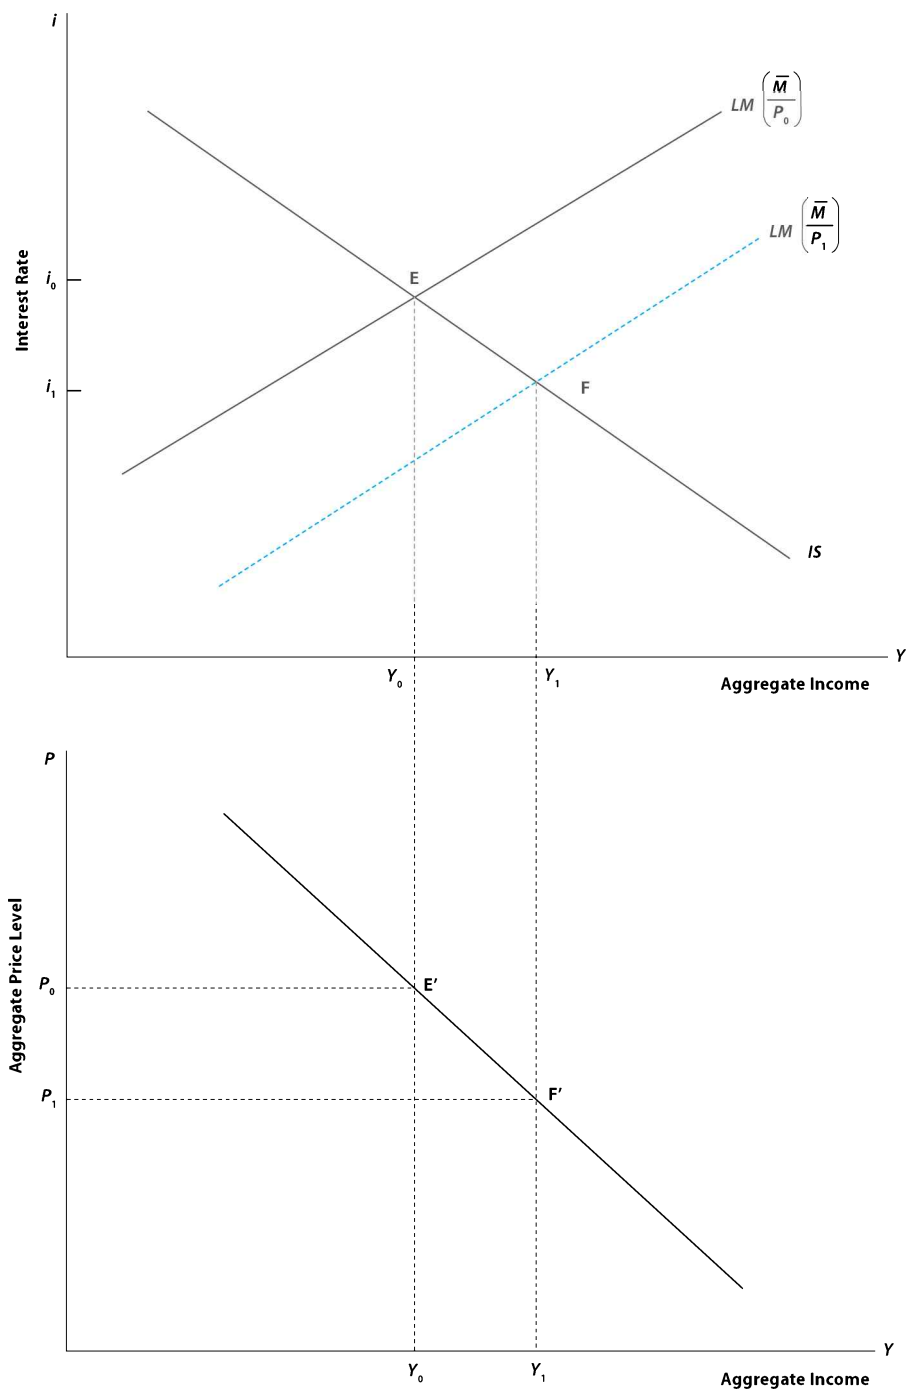 i
LM (M̅/P₀)
LM (M̅/P₁)
Interest Rate
i₀
E
i₁
F
IS
Y
Y₀
Y₁
Aggregate Income
P
Aggregate Price Level
P₀
E′
P₁
F′
Y
Y₀
Y₁
Aggregate Income